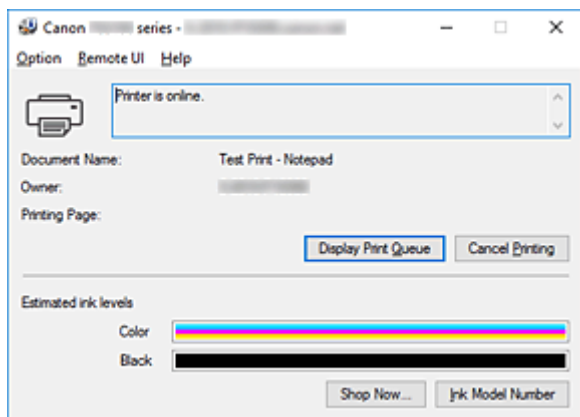 Canon series -
Option Remote UI Help
Printer is online.
Document Name: Test Print - Notepad
Owner:
Printing Page:
Display Print Queue Cancel Printing
Estimated ink levels
Color
Black
Shop Now... Ink Model Number